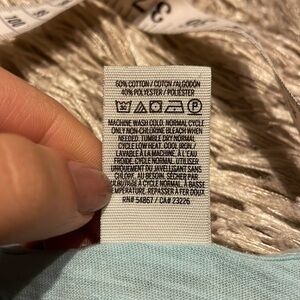 60% COTTON / COTON / ALGODON
40% POLYESTER / POLIESTER
MACHINE WASH COLD. NORMAL CYCLE
ONLY NON-CHLORINE BLEACH WHEN
NEEDED. TUMBLE DRY NORMAL
CYCLE LOW HEAT. COOL IRON /
LAVABLE À LA MACHINE. À L'EAU
FROIDE. CYCLE NORMAL. UTILISER
UNIQUEMENT DU JAVELLISANT SANS
CHLORE, AU BESOIN. SÉCHER PAR
CULBUTAGE À CYCLE NORMAL À BASSE
TEMPÉRATURE. REPASSER À FER DOUX
RN# 54867 / CA# 23226